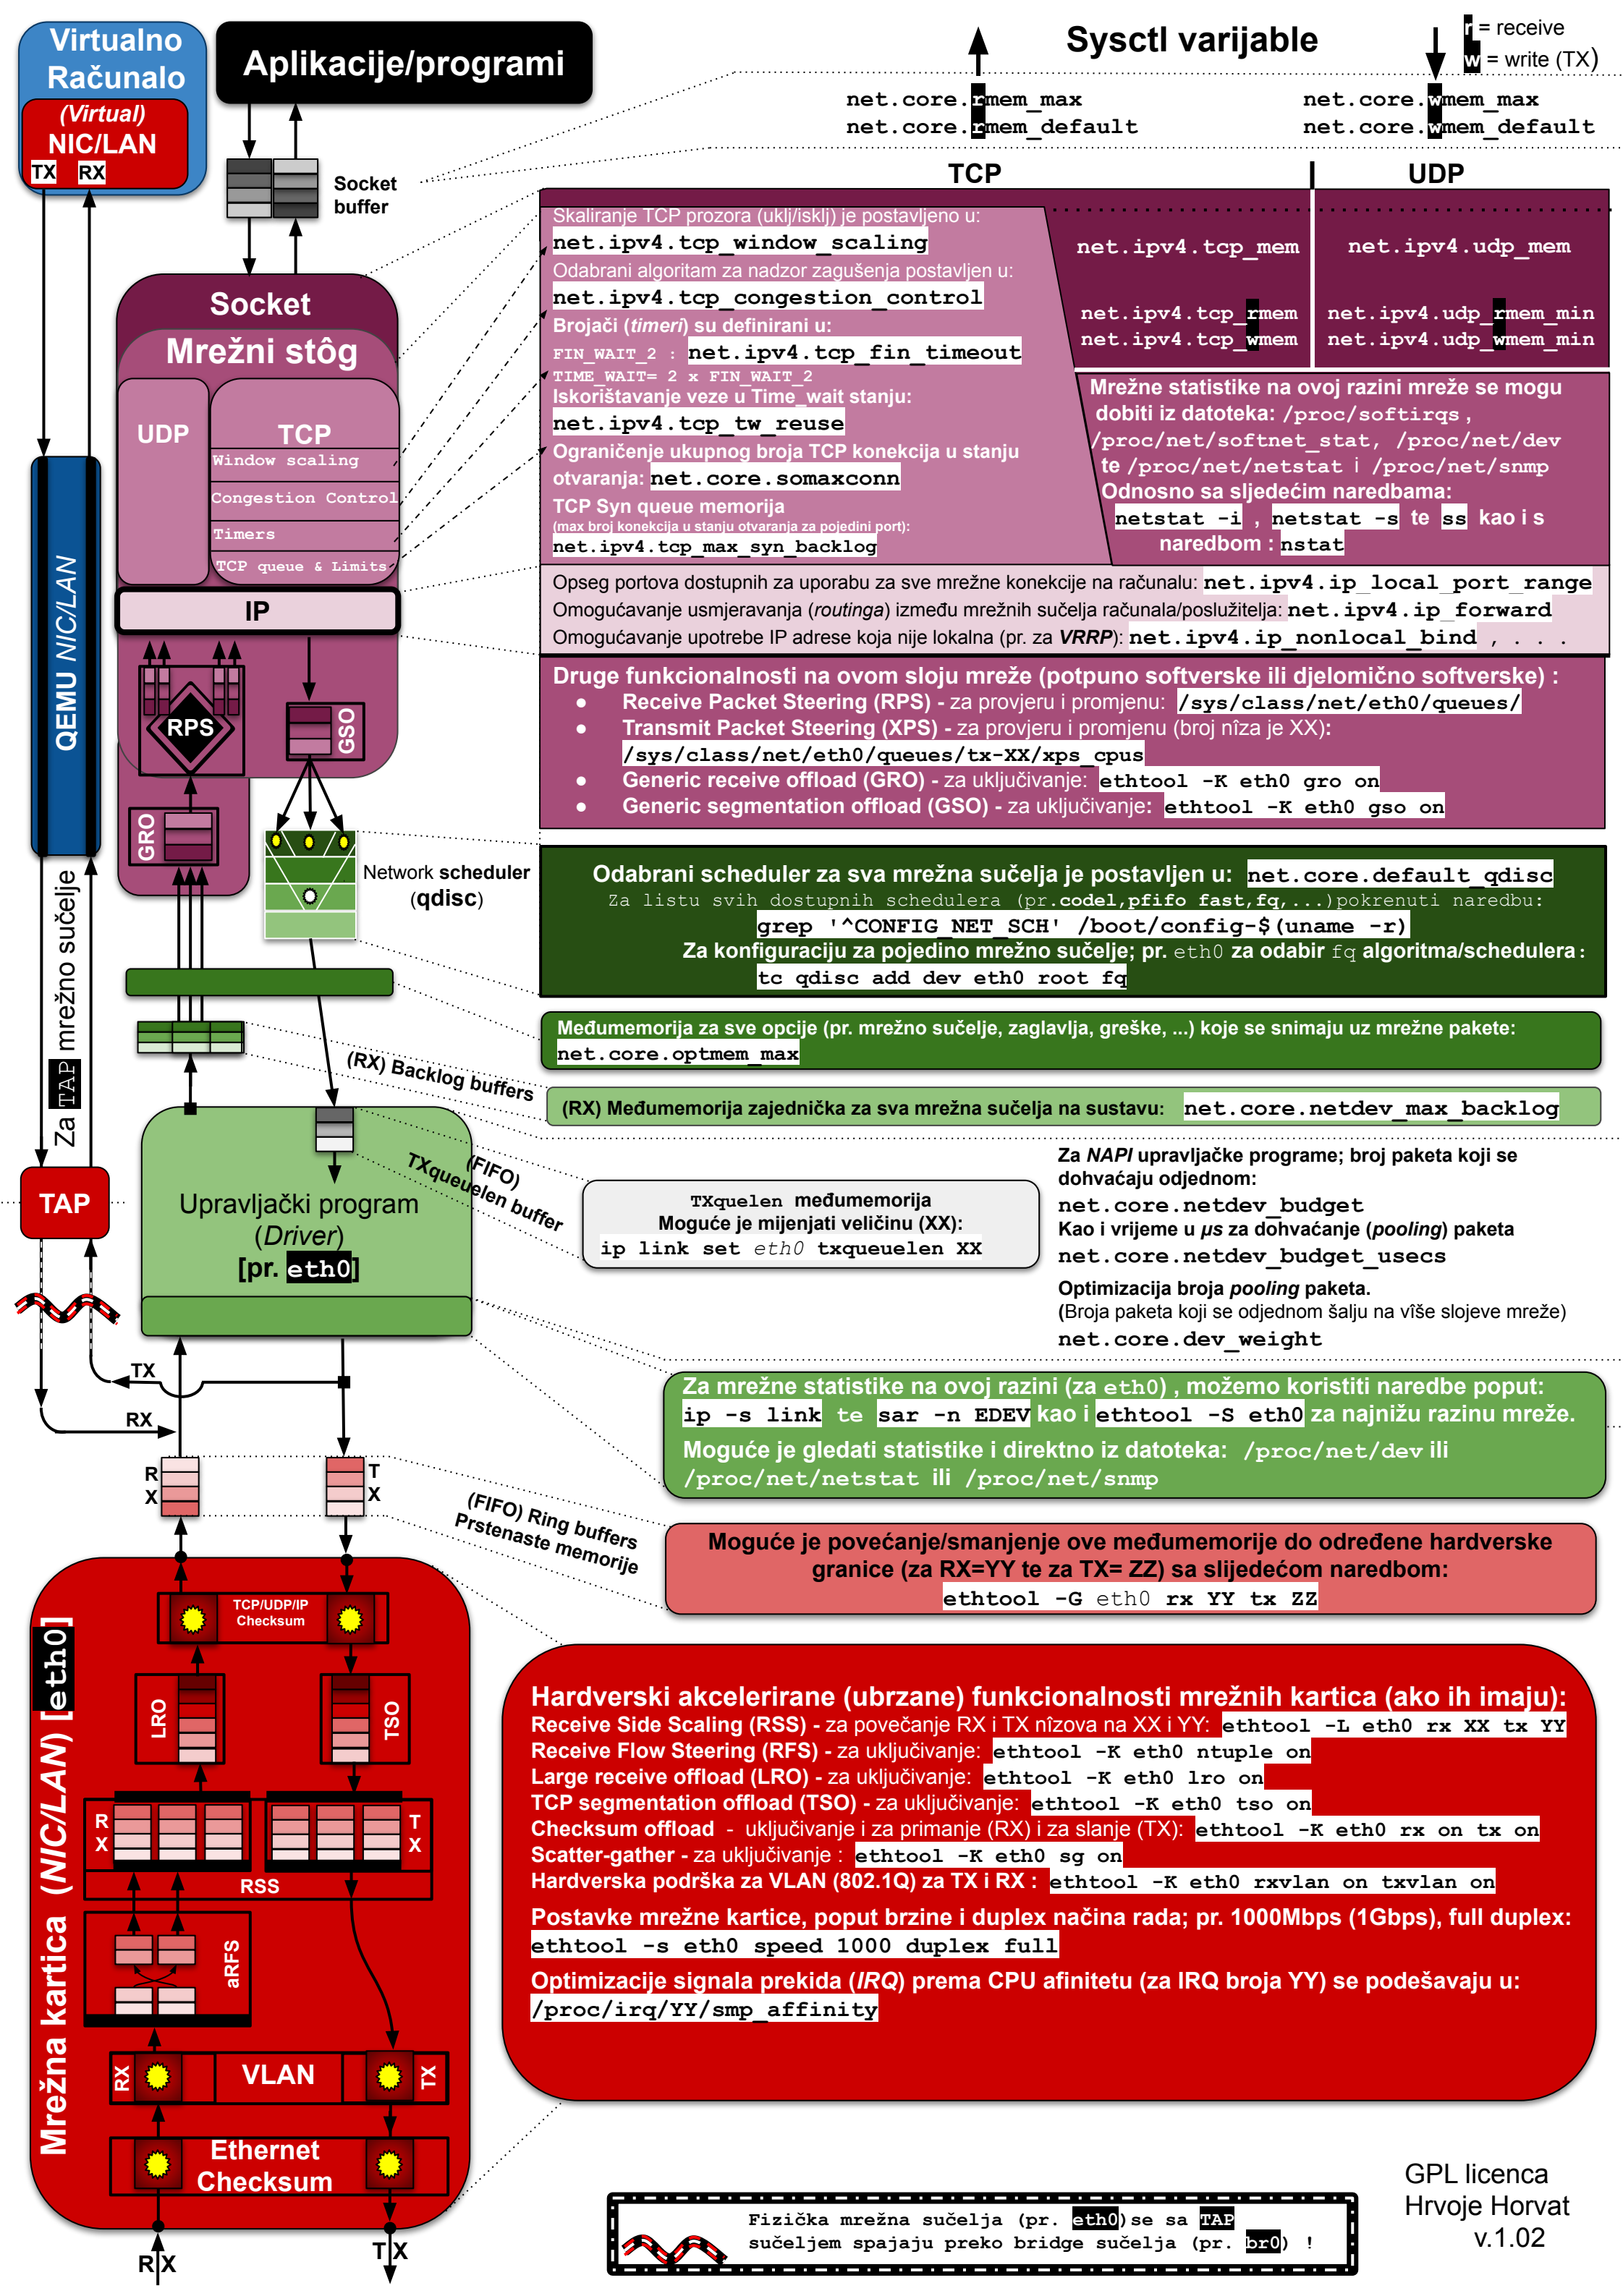 Virtualno
Računalo
(Virtual)
NIC/LAN
TX RX
Aplikacije/programi
Socket
buffer
Sysctl varijable
r = receive
w = write (TX)
net.core.rmem_max
net.core.rmem_default
net.core.wmem_max
net.core.wmem_default
TCP
UDP
Socket
Mrežni stôg
UDP
TCP
Window scaling
Congestion Control
Timers
TCP queue & Limits
IP
RPS
GSO
GRO
Skaliranje TCP prozora (uklj/isklj) je postavljeno u:
net.ipv4.tcp_window_scaling
Odabrani algoritam za nadzor zagušenja postavljen u:
net.ipv4.tcp_congestion_control
Brojači (timeri) su definirani u:
FIN_WAIT_2 : net.ipv4.tcp_fin_timeout
TIME_WAIT= 2 x FIN_WAIT_2
Iskorištavanje veze u Time_wait stanju:
net.ipv4.tcp_tw_reuse
Ograničenje ukupnog broja TCP konekcija u stanju
otvaranja: net.core.somaxconn
TCP Syn queue memorija
(max broj konekcija u stanju otvaranja za pojedini port):
net.ipv4.tcp_max_syn_backlog
net.ipv4.tcp_mem
net.ipv4.tcp_rmem
net.ipv4.tcp_wmem
net.ipv4.udp_mem
net.ipv4.udp_rmem_min
net.ipv4.udp_wmem_min
Mrežne statistike na ovoj razini mreže se mogu
dobiti iz datoteka: /proc/softirqs ,
/proc/net/softnet_stat, /proc/net/dev
te /proc/net/netstat i /proc/net/snmp
Odnosno sa sljedećim naredbama:
netstat -i , netstat -s te ss kao i s
naredbom : nstat
Opseg portova dostupnih za uporabu za sve mrežne konekcije na računalu: net.ipv4.ip_local_port_range
Omogućavanje usmjeravanja (routinga) između mrežnih sučelja računala/poslužitelja: net.ipv4.ip_forward
Omogućavanje upotrebe IP adrese koja nije lokalna (pr. za VRRP): net.ipv4.ip_nonlocal_bind , . . .
Druge funkcionalnosti na ovom sloju mreže (potpuno softverske ili djelomično softverske) :
● Receive Packet Steering (RPS) - za provjeru i promjenu: /sys/class/net/eth0/queues/
● Transmit Packet Steering (XPS) - za provjeru i promjenu (broj nîza je XX):
/sys/class/net/eth0/queues/tx-XX/xps_cpus
● Generic receive offload (GRO) - za uključivanje: ethtool -K eth0 gro on
● Generic segmentation offload (GSO) - za uključivanje: ethtool -K eth0 gso on
QEMU NIC/LAN
Za TAP mrežno sučelje
Network scheduler
(qdisc)
Odabrani scheduler za sva mrežna sučelja je postavljen u: net.core.default_qdisc
Za listu svih dostupnih schedulera (pr.codel,pfifo fast,fq,...)pokrenuti naredbu:
grep '^CONFIG_NET_SCH' /boot/config-$(uname -r)
Za konfiguraciju za pojedino mrežno sučelje; pr. eth0 za odabir fq algoritma/schedulera:
tc qdisc add dev eth0 root fq
Međumemorija za sve opcije (pr. mrežno sučelje, zaglavlja, greške, ...) koje se snimaju uz mrežne pakete:
net.core.optmem_max
(RX) Backlog buffers
(RX) Međumemorija zajednička za sva mrežna sučelja na sustavu: net.core.netdev_max_backlog
TAP
Upravljački program
(Driver)
[pr. eth0]
(FIFO)
TXqueuelen buffer
TXquelen međumemorija
Moguće je mijenjati veličinu (XX):
ip link set eth0 txqueuelen XX
Za NAPI upravljačke programe; broj paketa koji se
dohvaćaju odjednom:
net.core.netdev_budget
Kao i vrijeme u µs za dohvaćanje (pooling) paketa
net.core.netdev_budget_usecs
Optimizacija broja pooling paketa.
(Broja paketa koji se odjednom šalju na vîše slojeve mreže)
net.core.dev_weight
TX
RX
Za mrežne statistike na ovoj razini (za eth0) , možemo koristiti naredbe poput:
ip -s link te sar -n EDEV kao i ethtool -S eth0 za najnižu razinu mreže.
Moguće je gledati statistike i direktno iz datoteka: /proc/net/dev ili
/proc/net/netstat ili /proc/net/snmp
RX
TX
(FIFO) Ring buffers
Prstenaste memorije
Moguće je povećanje/smanjenje ove međumemorije do određene hardverske
granice (za RX=YY te za TX= ZZ) sa slijedećom naredbom:
ethtool -G eth0 rx YY tx ZZ
Mrežna kartica (NIC/LAN) [eth0]
TCP/UDP/IP
Checksum
LRO
TSO
RX
TX
RSS
aRFS
RX
VLAN
TX
Ethernet
Checksum
RX
TX
Hardverski akcelerirane (ubrzane) funkcionalnosti mrežnih kartica (ako ih imaju):
Receive Side Scaling (RSS) - za povečanje RX i TX nîzova na XX i YY: ethtool -L eth0 rx XX tx YY
Receive Flow Steering (RFS) - za uključivanje: ethtool -K eth0 ntuple on
Large receive offload (LRO) - za uključivanje: ethtool -K eth0 lro on
TCP segmentation offload (TSO) - za uključivanje: ethtool -K eth0 tso on
Checksum offload - uključivanje i za primanje (RX) i za slanje (TX): ethtool -K eth0 rx on tx on
Scatter-gather - za uključivanje : ethtool -K eth0 sg on
Hardverska podrška za VLAN (802.1Q) za TX i RX : ethtool -K eth0 rxvlan on txvlan on
Postavke mrežne kartice, poput brzine i duplex načina rada; pr. 1000Mbps (1Gbps), full duplex:
ethtool -s eth0 speed 1000 duplex full
Optimizacije signala prekida (IRQ) prema CPU afinitetu (za IRQ broja YY) se podešavaju u:
/proc/irq/YY/smp_affinity
Fizička mrežna sučelja (pr. eth0)se sa TAP
sučeljem spajaju preko bridge sučelja (pr. br0) !
GPL licenca
Hrvoje Horvat
v.1.02